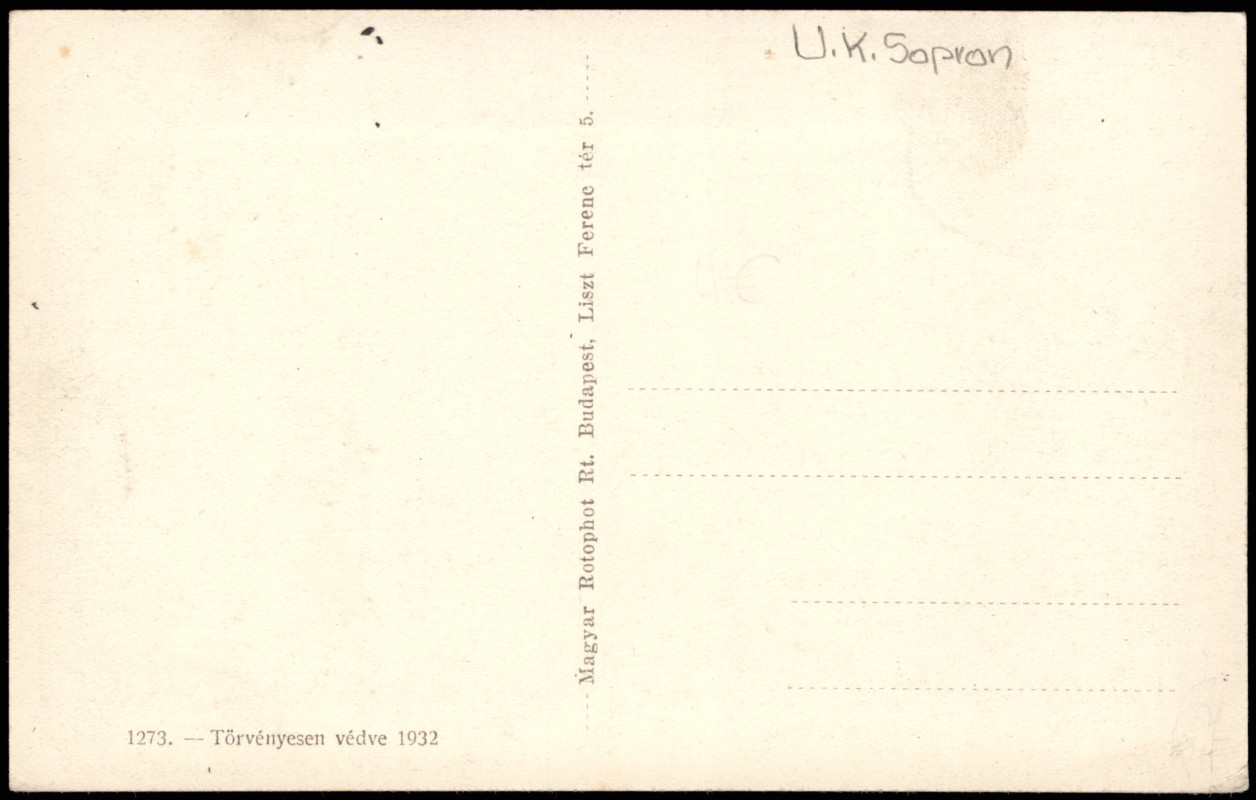 U.K. Sopron
Magyar Rotophot Rt. Budapest, Liszt Ferenc tér 5.
1273. — Törvényesen védve 1932